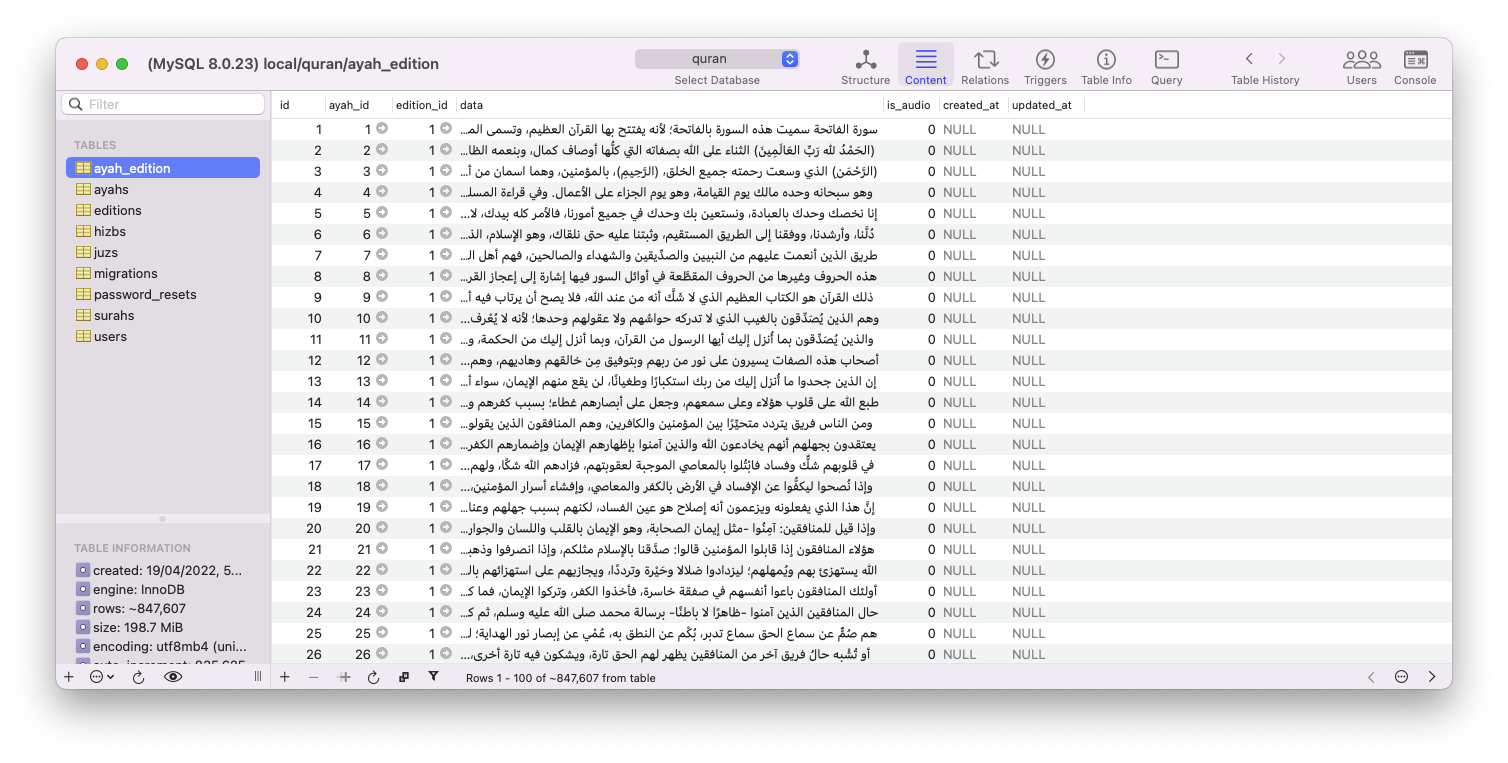 (MySQL 8.0.23) local/quran/ayah_edition
quran
Select Database
Structure
Content
Relations
Triggers
Table Info
Query
Table History
Users
Console
Filter
TABLES
ayah_edition
ayahs
editions
hizbs
juzs
migrations
password_resets
surahs
users
TABLE INFORMATION
created: 19/04/2022, 5...
engine: InnoDB
rows: ~847,607
size: 198.7 MiB
encoding: utf8mb4 (uni...
id ayah_id edition_id data is_audio created_at updated_at
1 1 1 سورة الفاتحة سميت هذه السورة بالفاتحة؛ لأنه يفتتح بها القرآن العظيم، وتسمى المـ... 0 NULL NULL
2 2 1 (الحَمْدُ لله رَبِّ العَالَمِينَ) الثناء على الله بصفاته التي كلُّها أوصاف كمال، وبنعمه الظا... 0 NULL NULL
3 3 1 (الرَّحْمَن) الذي وسعت رحمته جميع الخلق، (الرَّحِيمِ)، بالمؤمنين، وهما اسمان من أ... 0 NULL NULL
4 4 1 وهو سبحانه وحده مالك يوم القيامة، وهو يوم الجزاء على الأعمال. وفي قراءة المسلـ... 0 NULL NULL
5 5 1 إنا نخصك وحدك بالعبادة، ونستعين بك وحدك في جميع أمورنا، فالأمر كله بيدك، لا... 0 NULL NULL
6 6 1 دُلَّنا، وأرشدنا، ووفقنا إلى الطريق المستقيم، وثبتنا عليه حتى نلقاك، وهو الإسلام، الذ... 0 NULL NULL
7 7 1 طريق الذين أنعمت عليهم من النبيين والصدِّيقين والشهداء والصالحين، فهم أهل الـ... 0 NULL NULL
8 8 1 هذه الحروف وغيرها من الحروف المقطَّعة في أوائل السور فيها إشارة إلى إعجاز القر... 0 NULL NULL
9 9 1 ذلك القرآن هو الكتاب العظيم الذي لا شَكَّ أنه من عند الله، فلا يصح أن يرتاب فيه أ... 0 NULL NULL
10 10 1 وهم الذين يُصَدِّقون بالغيب الذي لا تدركه حواسُّهم ولا عقولهم وحدها؛ لأنه لا يُعْرف... 0 NULL NULL
11 11 1 والذين يُصَدِّقون بما أُنزل إليك أيها الرسول من القرآن، وبما أنزل إليك من الحكمة، و... 0 NULL NULL
12 12 1 أصحاب هذه الصفات يسيرون على نور من ربهم وبتوفيق مِن خالقهم وهاديهم، وهم... 0 NULL NULL
13 13 1 إن الذين جحدوا ما أُنزل إليك من ربك استكبارًا وطغيانًا، لن يقع منهم الإيمان، سواء أ... 0 NULL NULL
14 14 1 طبع الله على قلوب هؤلاء وعلى سمعهم، وجعل على أبصارهم غطاء؛ بسبب كفرهم و... 0 NULL NULL
15 15 1 ومن الناس فريق يتردد متحيِّرًا بين المؤمنين والكافرين، وهم المنافقون الذين يقولو... 0 NULL NULL
16 16 1 يعتقدون بجهلهم أنهم يخادعون الله والذين آمنوا بإظهارهم الإيمان وإضمارهم الكفر... 0 NULL NULL
17 17 1 في قلوبهم شكٌّ وفساد فابْتُلوا بالمعاصي الموجبة لعقوبتهم، فزادهم الله شكًا، ولهم... 0 NULL NULL
18 18 1 وإذا نُصحوا ليكفُّوا عن الإفساد في الأرض بالكفر والمعاصي، وإفشاء أسرار المؤمنين،... 0 NULL NULL
19 19 1 إنَّ هذا الذي يفعلونه ويزعمون أنه إصلاح هو عين الفساد، لكنهم بسبب جهلهم وعنا... 0 NULL NULL
20 20 1 وإذا قيل للمنافقين: آمِنُوا -مثل إيمان الصحابة، وهو الإيمان بالقلب واللسان والجوار... 0 NULL NULL
21 21 1 هؤلاء المنافقون إذا قابلوا المؤمنين قالوا: صدَّقنا بالإسلام مثلكم، وإذا انصرفوا وذهبـ... 0 NULL NULL
22 22 1 الله يستهزئ بهم ويُمهلهم؛ ليزدادوا ضلالا وحَيْرة وترددًا، ويجازيهم على استهزائهم بالـ... 0 NULL NULL
23 23 1 أولئك المنافقون باعوا أنفسهم في صفقة خاسرة، فأخذوا الكفر، وتركوا الإيمان، فما كـ... 0 NULL NULL
24 24 1 حال المنافقين الذين آمنوا -ظاهرًا لا باطنًا- برسالة محمد صلى الله عليه وسلم، ثم كـ... 0 NULL NULL
25 25 1 هم صُمٌّ عن سماع الحق سماع تدبر، بُكْم عن النطق به، عُمْي عن إبصار نور الهداية؛ لـ... 0 NULL NULL
26 26 1 أو تُشْبه حالُ فريق آخر من المنافقين يظهر لهم الحق تارة، ويشكون فيه تارة أخرى،... 0 NULL NULL
Rows 1 - 100 of ~847,607 from table